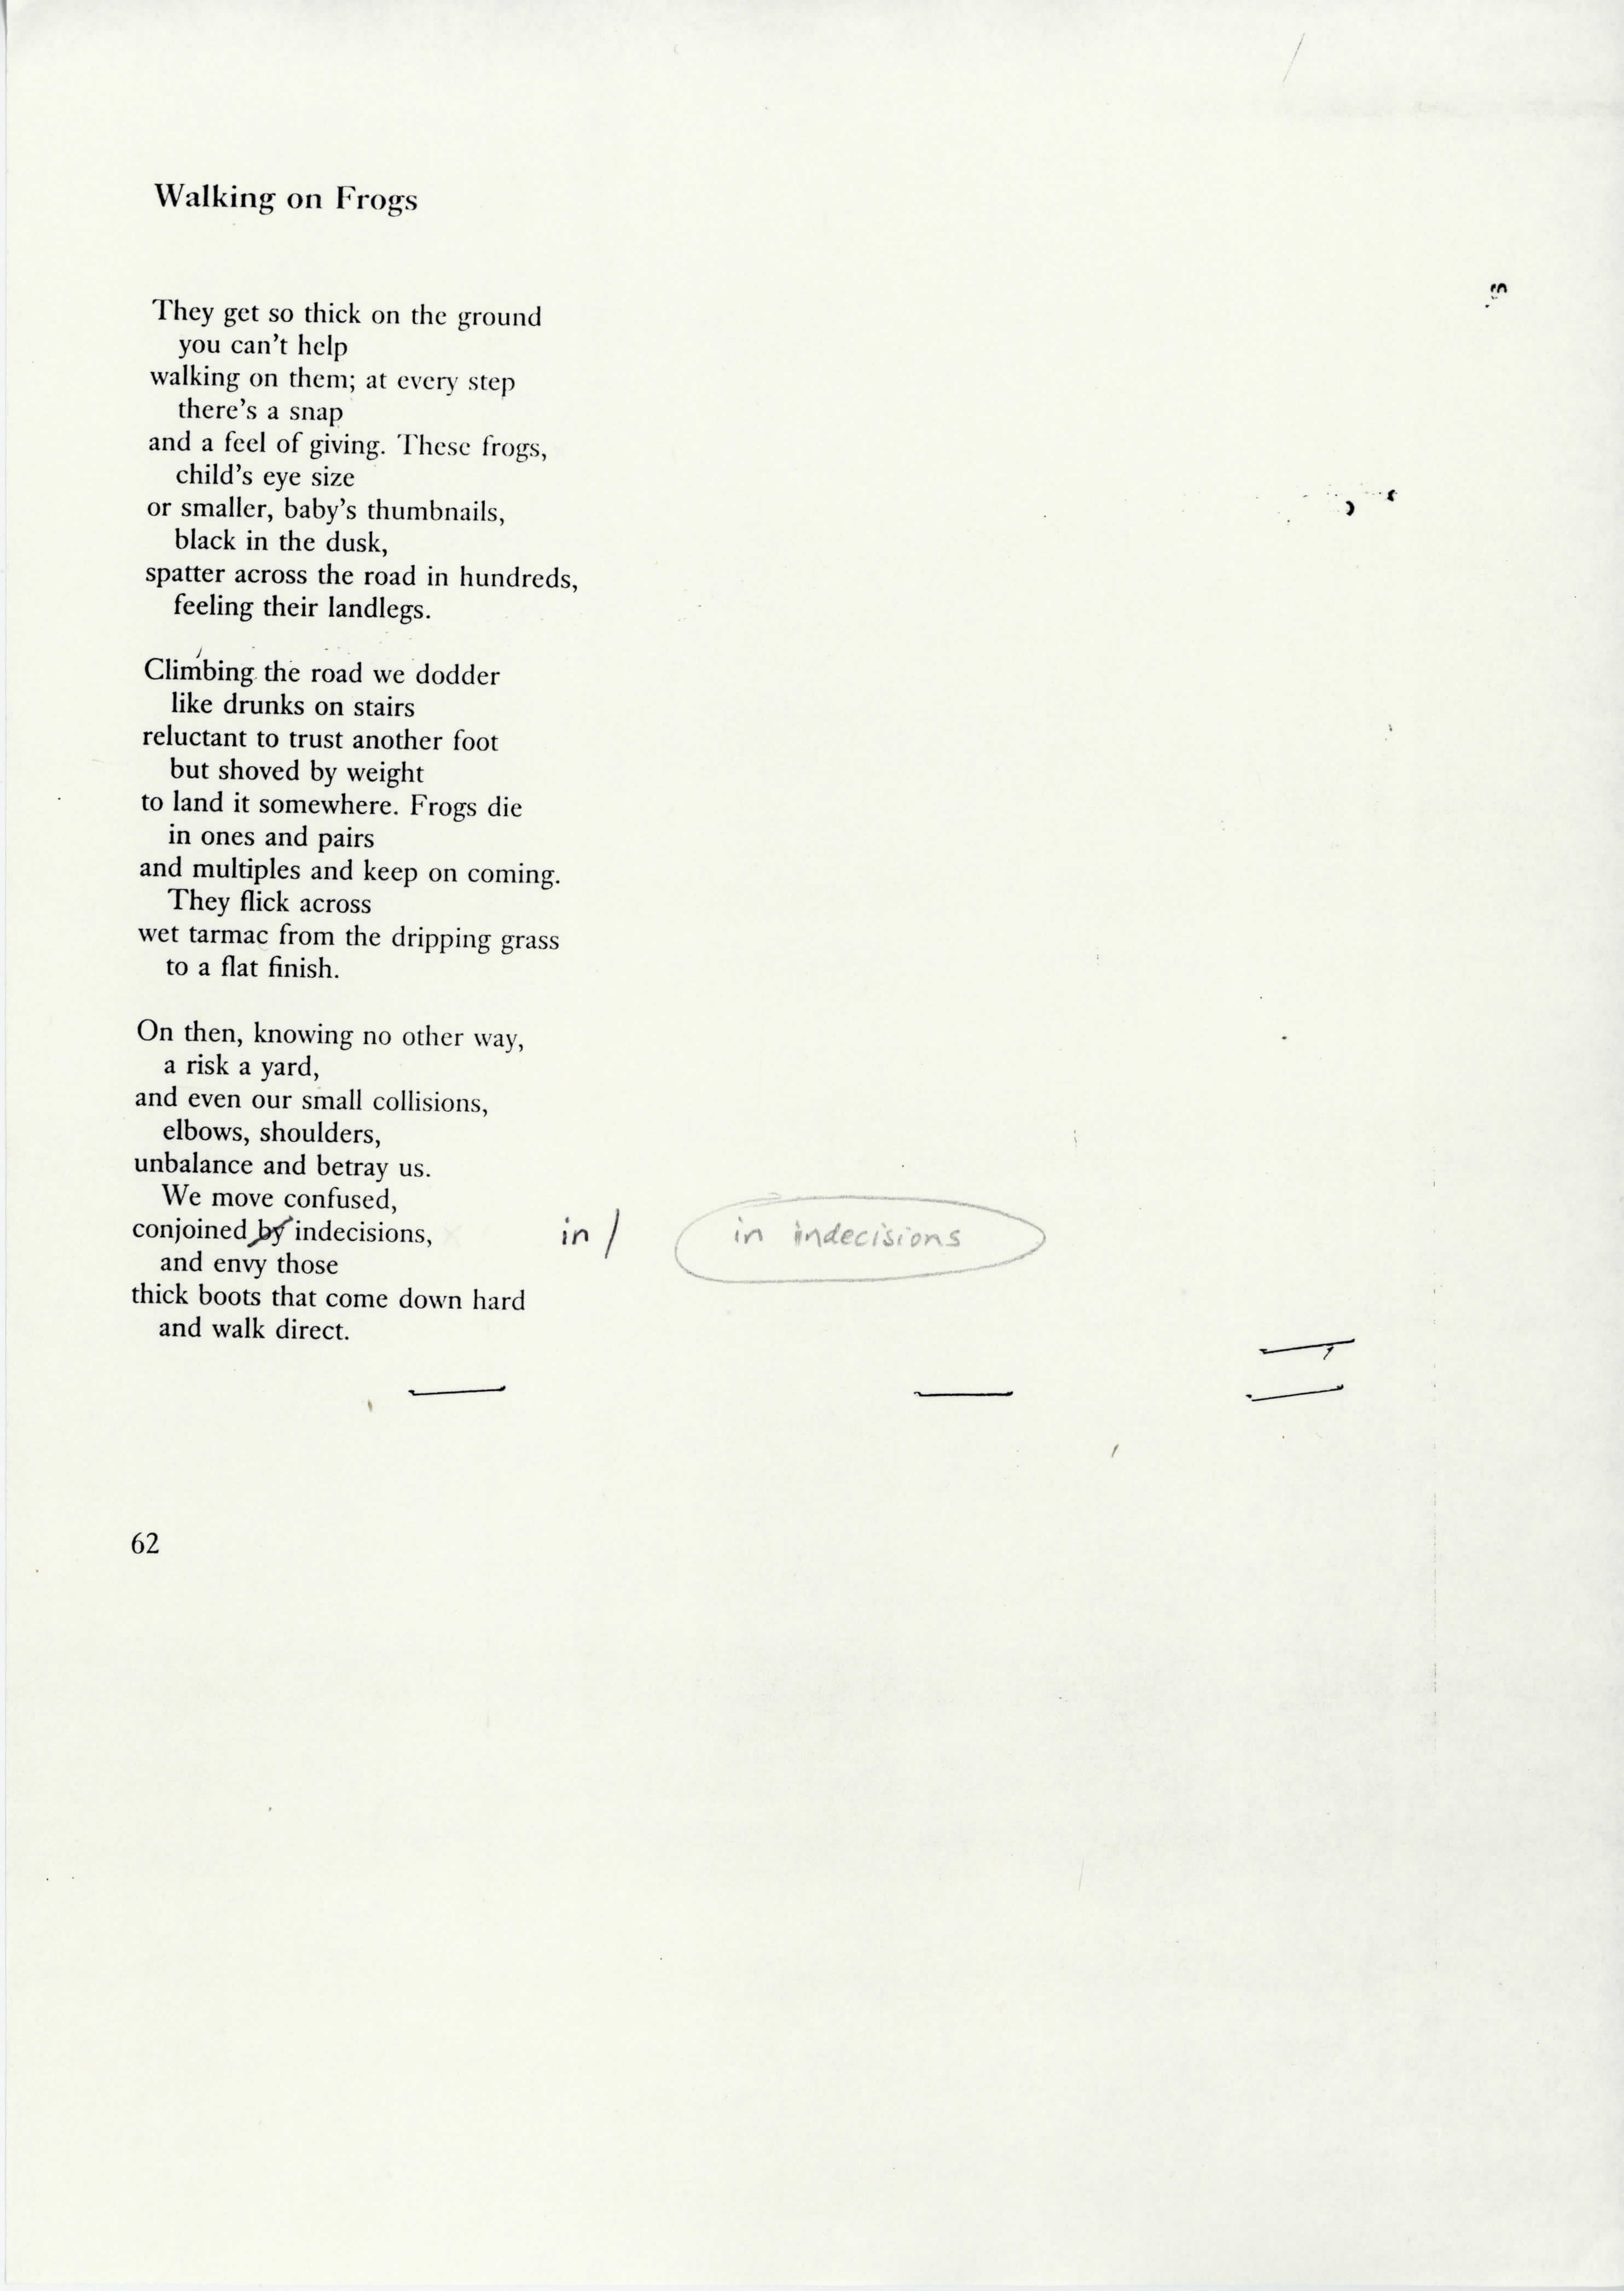 Walking on Frogs
They get so thick on the ground
you can't help
walking on them; at every step
there's a snap
and a feel of giving. These frogs,
child's eye size
or smaller, baby's thumbnails,
black in the dusk,
spatter across the road in hundreds,
feeling their landlegs.
Climbing the road we dodder
like drunks on stairs
reluctant to trust another foot
but shoved by weight
to land it somewhere. Frogs die
in ones and pairs
and multiples and keep on coming.
They flick across
wet tarmac from the dripping grass
to a flat finish.
On then, knowing no other way,
a risk a yard,
and even our small collisions,
elbows, shoulders,
unbalance and betray us.
We move confused,
conjoined by indecisions, in / in indecisions
and envy those
thick boots that come down hard
and walk direct.
62